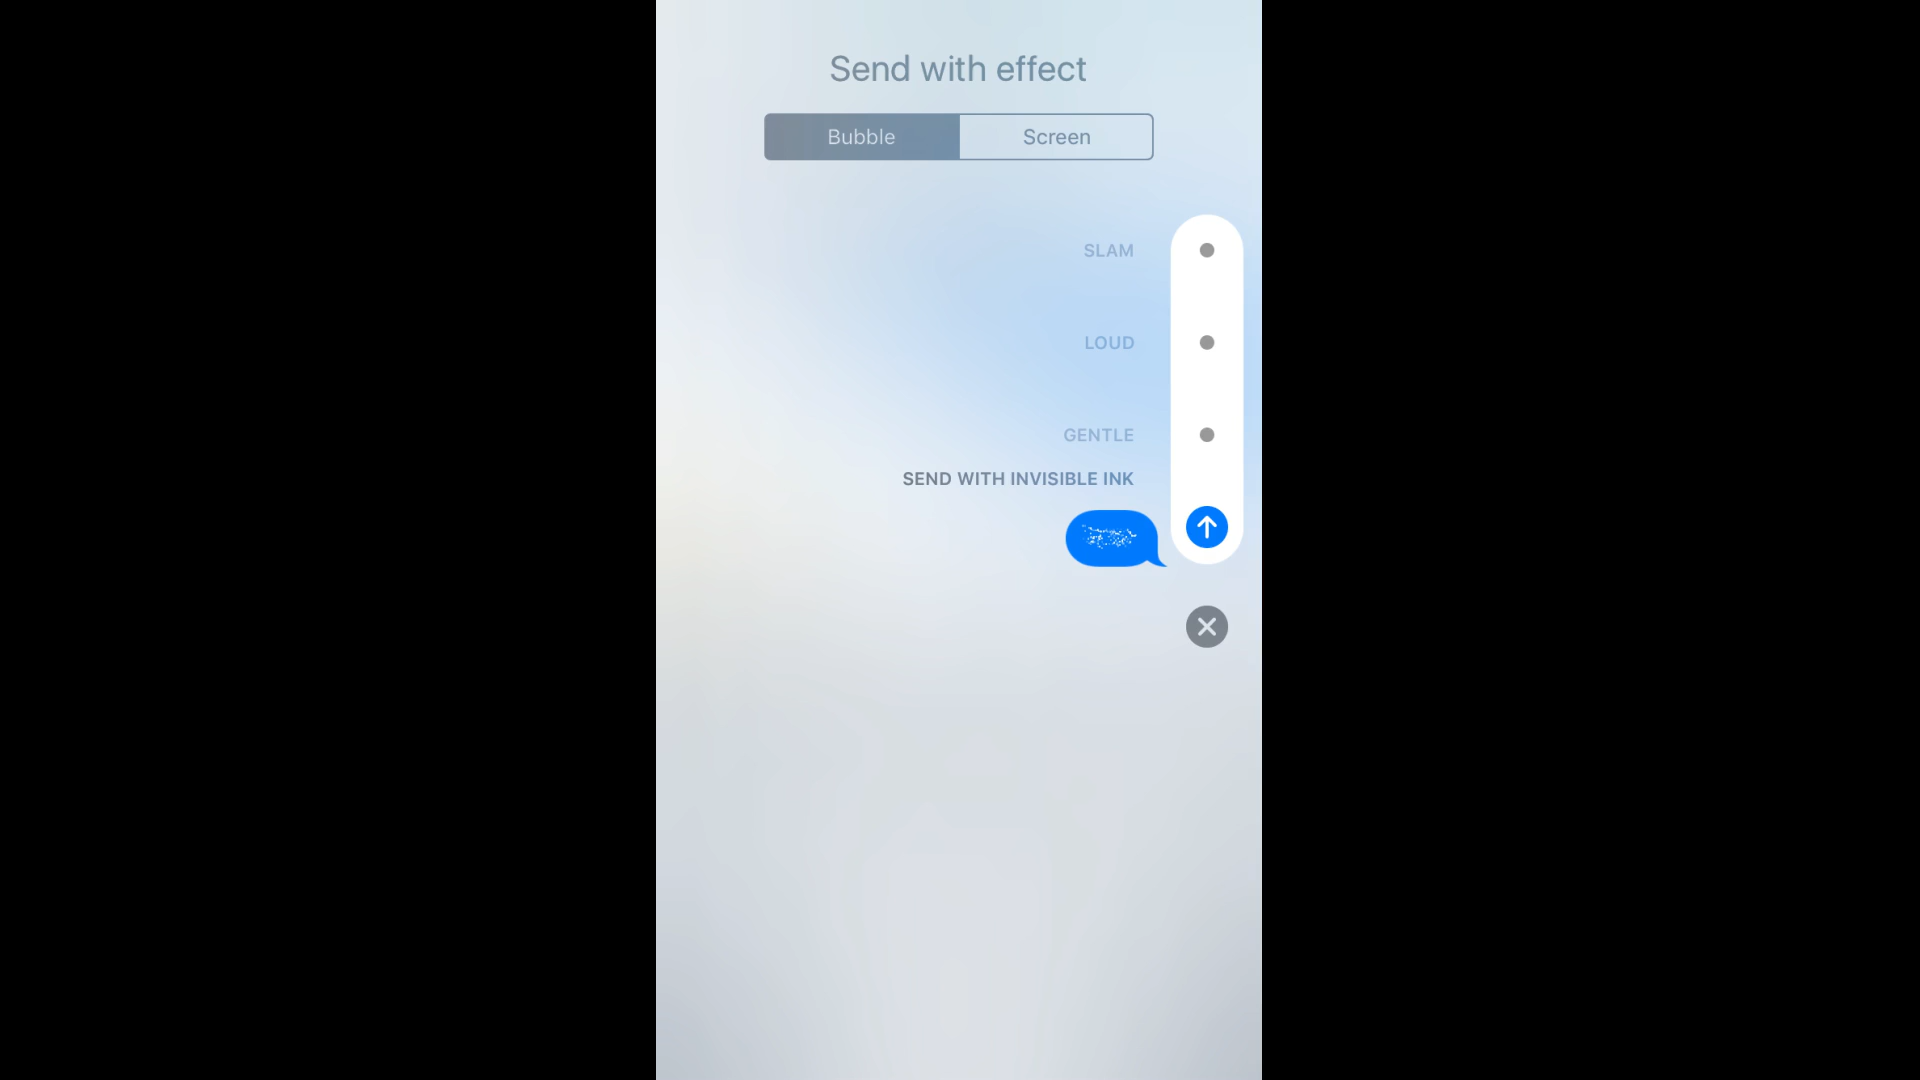 Send with effect
Bubble
Screen
SLAM
LOUD
GENTLE
SEND WITH INVISIBLE INK